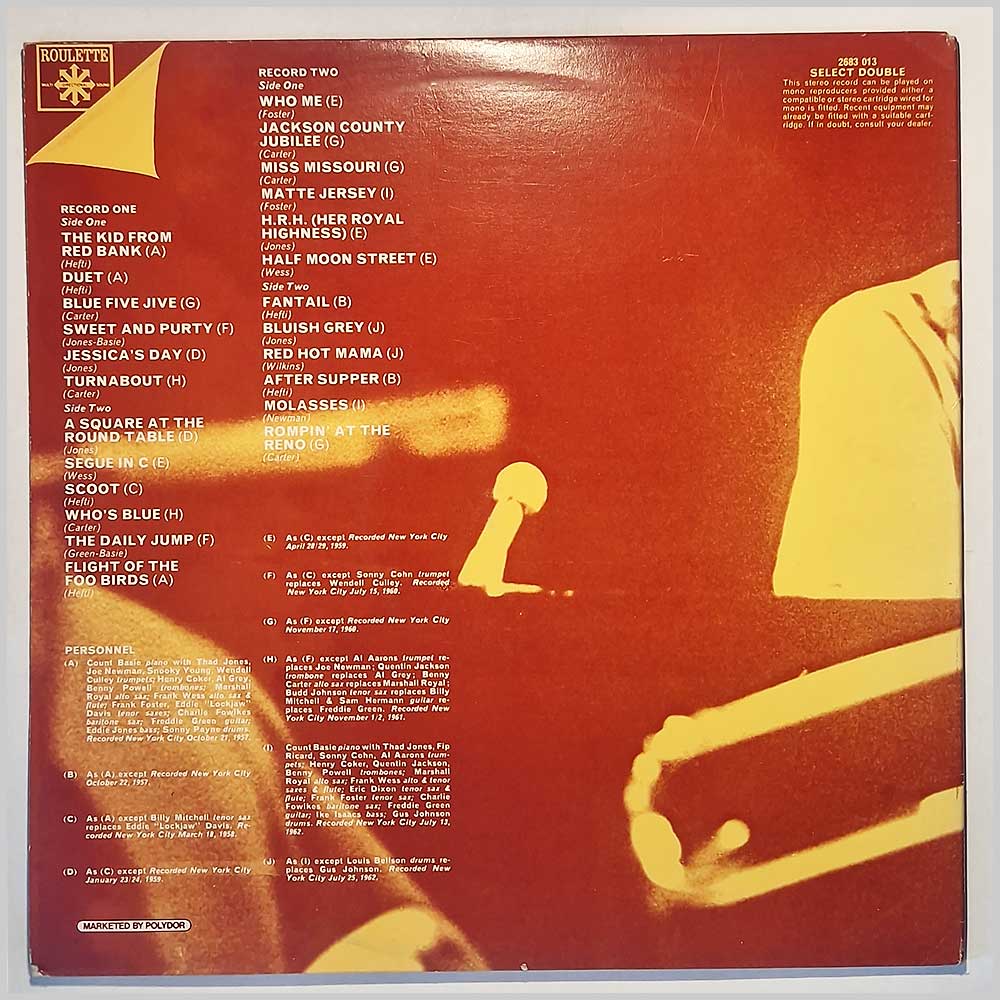 ROULETTE
MULTI SOUND
RECORD ONE
Side One
THE KID FROM
RED BANK (A)
(Hefti)
DUET (A)
(Hefti)
BLUE FIVE JIVE (G)
(Carter)
SWEET AND PURTY (F)
(Jones-Basie)
JESSICA'S DAY (D)
(Jones)
TURNABOUT (H)
(Carter)
Side Two
A SQUARE AT THE
ROUND TABLE (D)
(Jones)
SEGUE IN C (E)
(Wess)
SCOOT (C)
(Hefti)
WHO'S BLUE (H)
(Carter)
THE DAILY JUMP (F)
(Green-Basie)
FLIGHT OF THE
FOO BIRDS (A)
(Hefti)
PERSONNEL
(A) Count Basie piano with Thad Jones,
Joe Newman, Snooky Young, Wendell
Culley trumpets; Henry Coker, Al Grey,
Benny Powell trombones; Marshall
Royal alto sax; Frank Wess alto sax &
flute; Frank Foster, Eddie "Lockjaw"
Davis tenor saxes; Charlie Fowlkes
baritone sax; Freddie Green guitar;
Eddie Jones bass; Sonny Payne drums.
Recorded New York City October 21, 1957.
(B) As (A) except Recorded New York City
October 22, 1957.
(C) As (A) except Billy Mitchell tenor sax
replaces Eddie "Lockjaw" Davis, Re-
corded New York City March 18, 1958.
(D) As (C) except Recorded New York City
January 23/24, 1959.
MARKETED BY POLYDOR
RECORD TWO
Side One
WHO ME (E)
(Foster)
JACKSON COUNTY
JUBILEE (G)
(Carter)
MISS MISSOURI (G)
(Carter)
MATTE JERSEY (I)
(Foster)
H.R.H. (HER ROYAL
HIGHNESS) (E)
(Jones)
HALF MOON STREET (E)
(Wess)
Side Two
FANTAIL (B)
(Hefti)
BLUISH GREY (J)
(Jones)
RED HOT MAMA (J)
(Wilkins)
AFTER SUPPER (B)
(Hefti)
MOLASSES (I)
(Newman)
ROMPIN' AT THE
RENO (G)
(Carter)
(E) As (C) except Recorded New York City
April 28/29, 1959.
(F) As (C) except Sonny Cohn trumpet
replaces Wendell Culley. Recorded
New York City July 15, 1960.
(G) As (F) except Recorded New York City
November 17, 1960.
(H) As (F) except Al Aarons trumpet re-
places Joe Newman; Quentin Jackson
trombone replaces Al Grey; Benny
Carter alto sax replaces Marshall Royal;
Budd Johnson tenor sax replaces Billy
Mitchell & Sam Hermann guitar re-
places Freddie Green. Recorded New
York City November 1/2, 1961.
(I) Count Basie piano with Thad Jones, Fip
Ricard, Sonny Cohn, Al Aarons trum-
pets; Henry Coker, Quentin Jackson,
Benny Powell trombones; Marshall
Royal alto sax; Frank Wess alto & tenor
saxes & flute; Eric Dixon tenor sax &
flute; Frank Foster tenor sax; Charlie
Fowlkes baritone sax; Freddie Green
guitar; Ike Isaacs bass; Gus Johnson
drums. Recorded New York City July 13,
1962.
(J) As (I) except Louis Bellson drums re-
places Gus Johnson. Recorded New
York City July 25, 1962.
2683 013
SELECT DOUBLE
This stereo record can be played on
mono reproducers provided either a
compatible or stereo cartridge wired for
mono is fitted. Recent equipment may
already be fitted with a suitable cart-
ridge. If in doubt, consult your dealer.